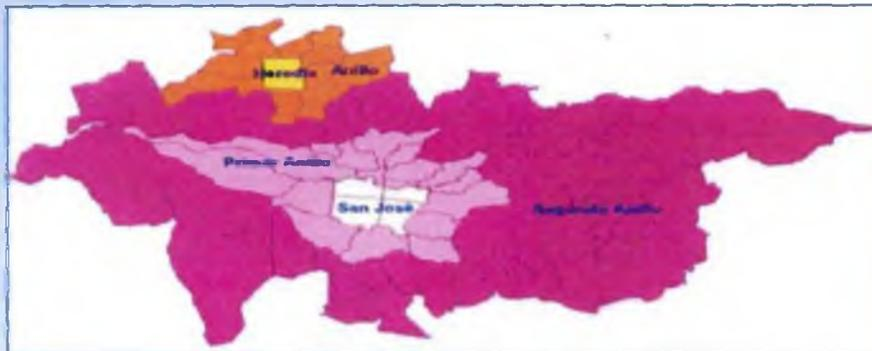 Heredia Anillo
Primer Anillo
San José
Segundo Anillo